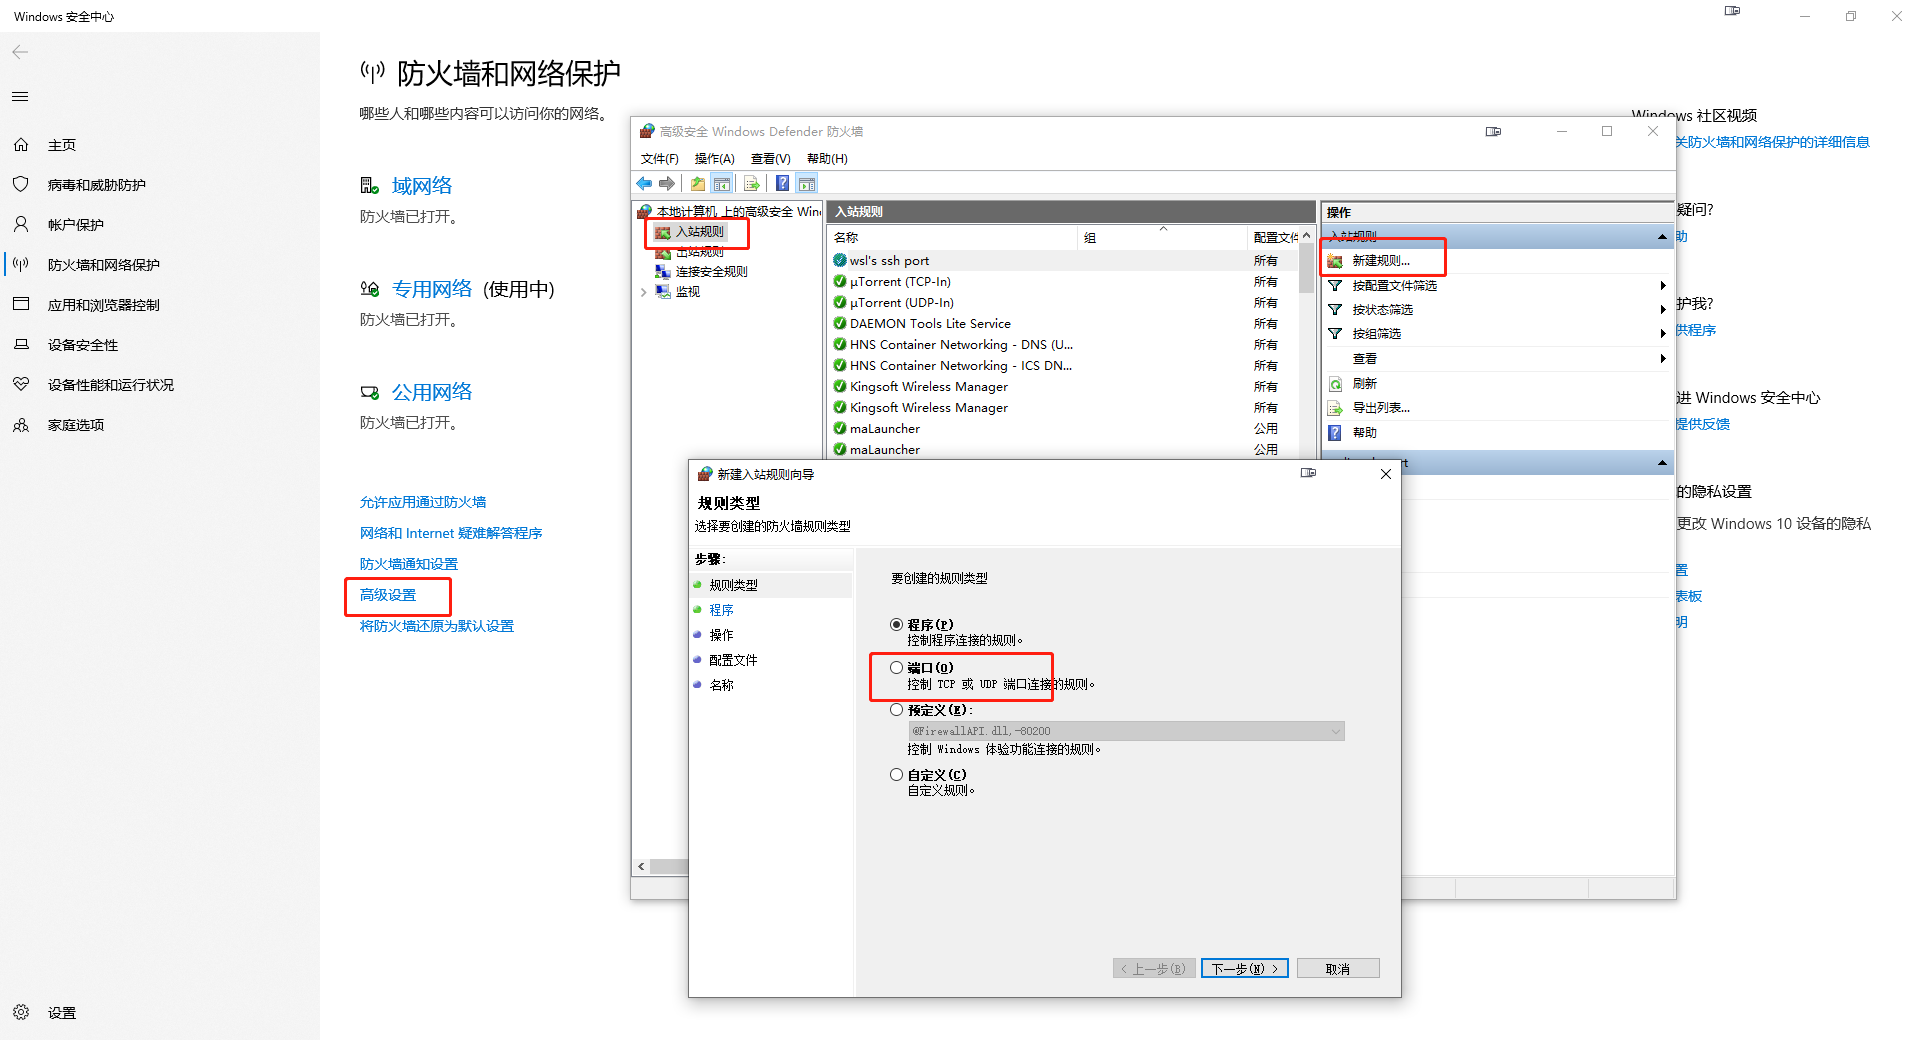 Windows 安全中心
主页
病毒和威胁防护
帐户保护
防火墙和网络保护
应用和浏览器控制
设备安全性
设备性能和运行状况
家庭选项
设置
防火墙和网络保护
哪些人和哪些内容可以访问你的网络。
域网络
防火墙已打开。
专用网络 (使用中)
防火墙已打开。
公用网络
防火墙已打开。
允许应用通过防火墙
网络和 Internet 疑难解答程序
防火墙通知设置
高级设置
将防火墙还原为默认设置
高级安全 Windows Defender 防火墙
文件(F) 操作(A) 查看(V) 帮助(H)
本地计算机 上的高级安全 Win
入站规则
出站规则
连接安全规则
监视
入站规则
名称 组 配置文件
wsl's ssh port 所有
μTorrent (TCP-In) 所有
μTorrent (UDP-In) 所有
DAEMON Tools Lite Service 所有
HNS Container Networking - DNS (U... 所有
HNS Container Networking - ICS DN... 所有
Kingsoft Wireless Manager 所有
Kingsoft Wireless Manager 所有
maLauncher 公用
maLauncher 公用
操作
入站规则
新建规则...
按配置文件筛选
按状态筛选
按组筛选
查看
刷新
导出列表...
帮助
新建入站规则向导
规则类型
选择要创建的防火墙规则类型
步骤:
规则类型
程序
操作
配置文件
名称
要创建的规则类型
程序(P)
控制程序连接的规则。
端口(O)
控制 TCP 或 UDP 端口连接的规则。
预定义(E):
@FirewallAPI.dll,-80200
控制 Windows 体验功能连接的规则。
自定义(C)
自定义规则。
< 上一步(B) 下一步(N) > 取消
Windows 社区视频
关防火墙和网络保护的详细信息
疑问?
助
护我?
供程序
进 Windows 安全中心
提供反馈
的隐私设置
更改 Windows 10 设备的隐私
置
表板
明